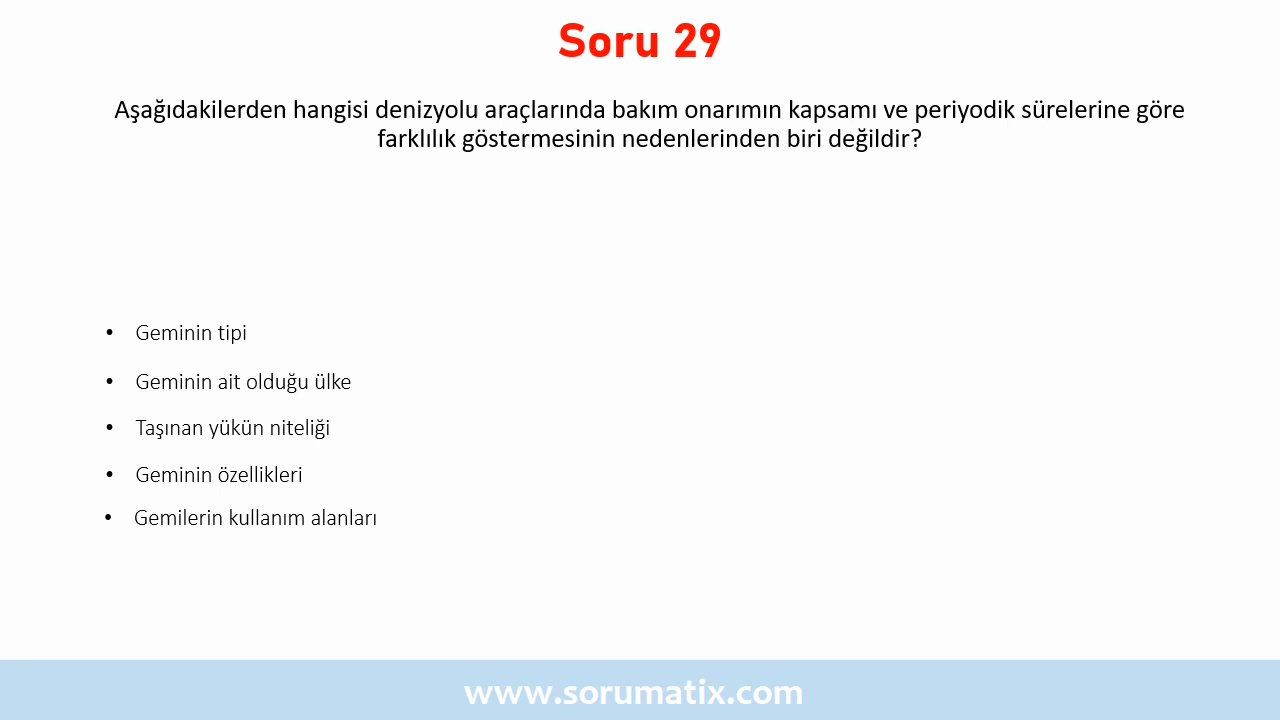 Soru 29
Aşağıdakilerden hangisi denizyolu araçlarında bakım onarımın kapsamı ve periyodik sürelerine göre
farklılık göstermesinin nedenlerinden biri değildir?
• Geminin tipi
• Geminin ait olduğu ülke
• Taşınan yükün niteliği
• Geminin özellikleri
• Gemilerin kullanım alanları
www.sorumatix.com